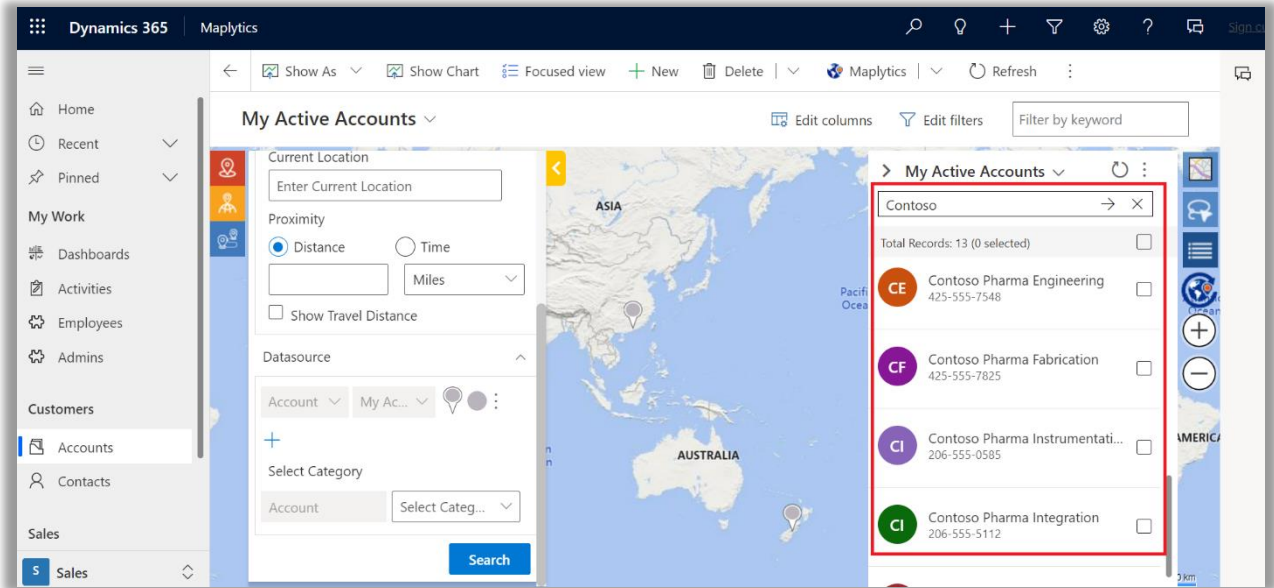 Dynamics 365 Maplytics
Show As Show Chart Focused view + New Delete Maplytics Refresh
My Active Accounts Edit columns Edit filters Filter by keyword
Home
Recent
Pinned
My Work
Dashboards
Activities
Employees
Admins
Customers
Accounts
Contacts
Sales
S Sales
Current Location
Enter Current Location
Proximity
Distance Time
Miles
Show Travel Distance
Datasource
Account My Ac...
Select Category
Account Select Categ...
Search
ASIA
AUSTRALIA
My Active Accounts
Contoso
Total Records: 13 (0 selected)
CE Contoso Pharma Engineering
425-555-7548
CF Contoso Pharma Fabrication
425-555-7825
CI Contoso Pharma Instrumentati...
206-555-0585
CI Contoso Pharma Integration
206-555-5112